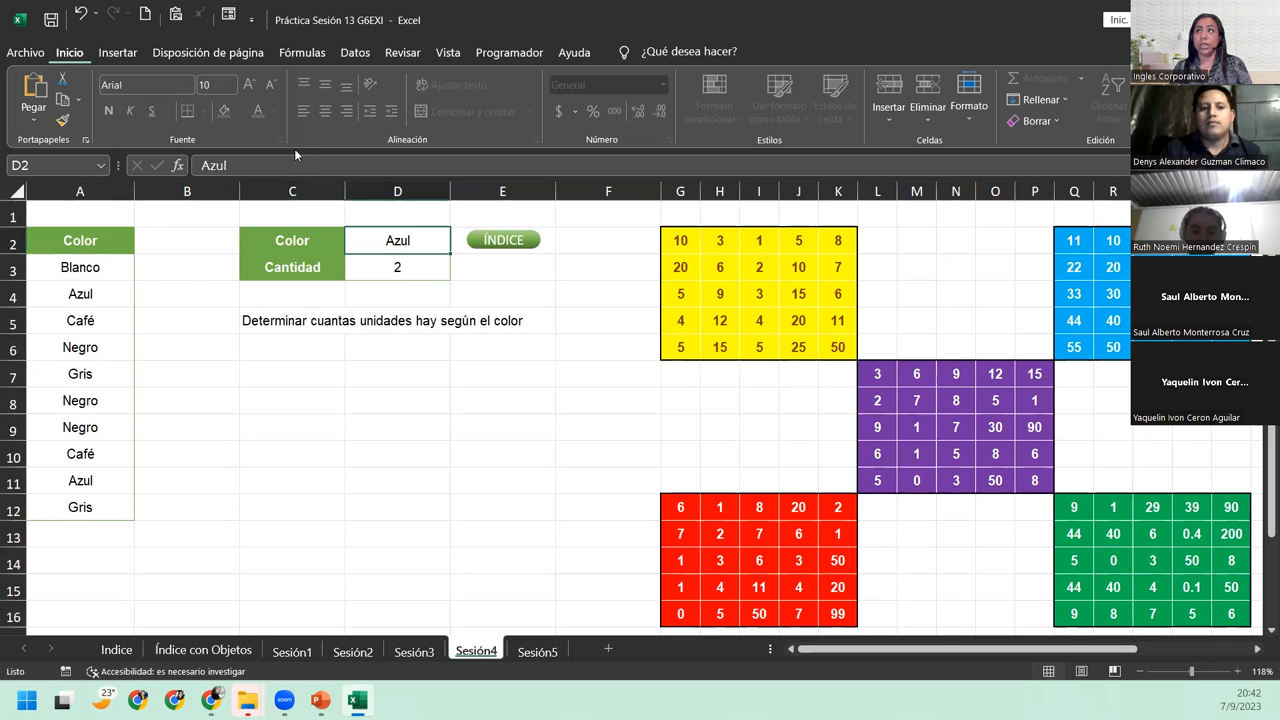 Práctica Sesión 13 G6EXI - Excel
Inic.
Archivo Inicio Insertar Disposición de página Fórmulas Datos Revisar Vista Programador Ayuda ¿Qué desea hacer?
Arial 10 General Autosuma
Pegar Combinar y centrar Formato condicional Dar formato como tabla Estilos de celda Insertar Eliminar Formato Rellenar Borrar Ordenar
Portapapeles Fuente Alineación Número Estilos Celdas Edición
D2 fx Azul
A B C D E F G H I J K L M N O P Q R
1
2 Color Color Azul ÍNDICE 10 3 1 5 8 11 10
3 Blanco Cantidad 2 20 6 2 10 7 22 20
4 Azul 5 9 3 15 6 33 30
5 Café Determinar cuantas unidades hay según el color 4 12 4 20 11 44 40
6 Negro 5 15 5 25 50 55 50
7 Gris 3 6 9 12 15
8 Negro 2 7 8 5 1
9 Negro 9 1 7 30 90
10 Café 6 1 5 8 6
11 Azul 5 0 3 50 8
12 Gris 6 1 8 20 2 9 1 29 39 90
13 7 2 7 6 1 44 40 6 0.4 200
14 1 3 6 3 50 5 0 3 50 8
15 1 4 11 4 20 44 40 4 0.1 50
16 0 5 50 7 99 9 8 7 5 6
Indice Índice con Objetos Sesión1 Sesión2 Sesión3 Sesión4 Sesión5
Listo Accesibilidad: es necesario investigar 118%
23° zoom
20:42
7/9/2023
Ingles Corporativo
Denys Alexander Guzman Climaco
Ruth Noemi Hernandez Crespin
Saul Alberto Mon...
Saul Alberto Monterrosa Cruz
Yaquelin Ivon Cer...
Yaquelin Ivon Ceron Aguilar